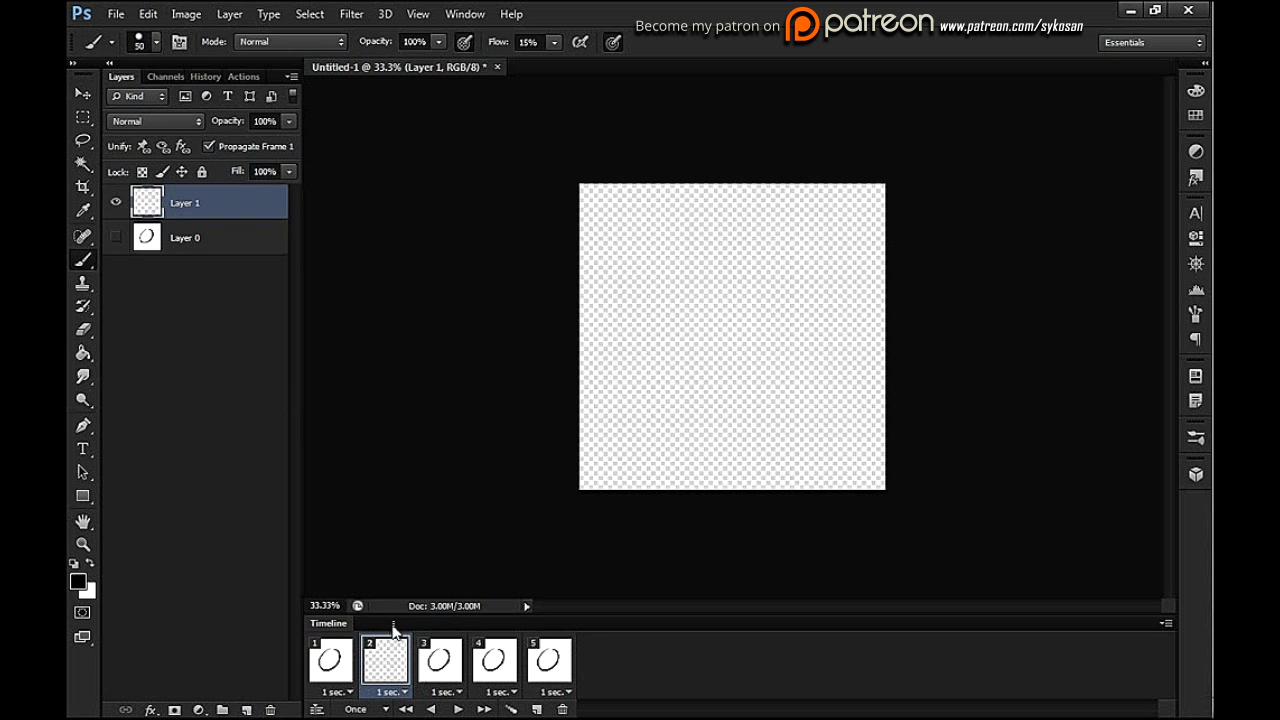 Ps File Edit Image Layer Type Select Filter 3D View Window Help
Become my patron on patreon www.patreon.com/sykosan
50 Mode: Normal Opacity: 100% Flow: 15% Essentials
Layers Channels History Actions
Untitled-1 @ 33.3% (Layer 1, RGB/8) * ×
Kind
Normal Opacity: 100%
Unify: Propagate Frame 1
Lock: Fill: 100%
Layer 1
Layer 0
33.33% Doc: 3.00M/3.00M
Timeline
1 2 3 4 5
1 sec. 1 sec. 1 sec. 1 sec. 1 sec.
Once